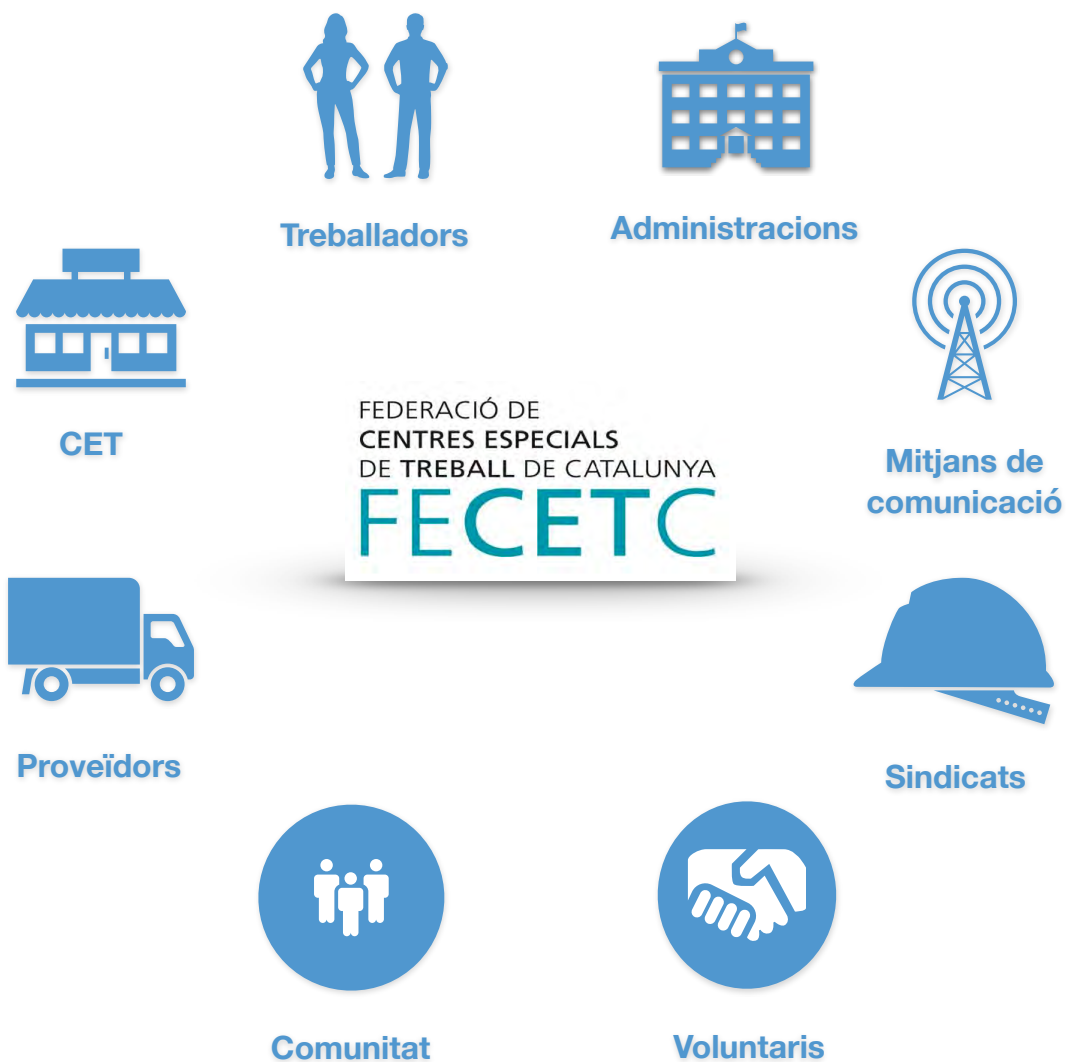 Treballadors
Administracions
CET
Mitjans de
comunicació
FEDERACIÓ DE
CENTRES ESPECIALS
DE TREBALL DE CATALUNYA
FECETC
Proveïdors
Sindicats
Comunitat
Voluntaris